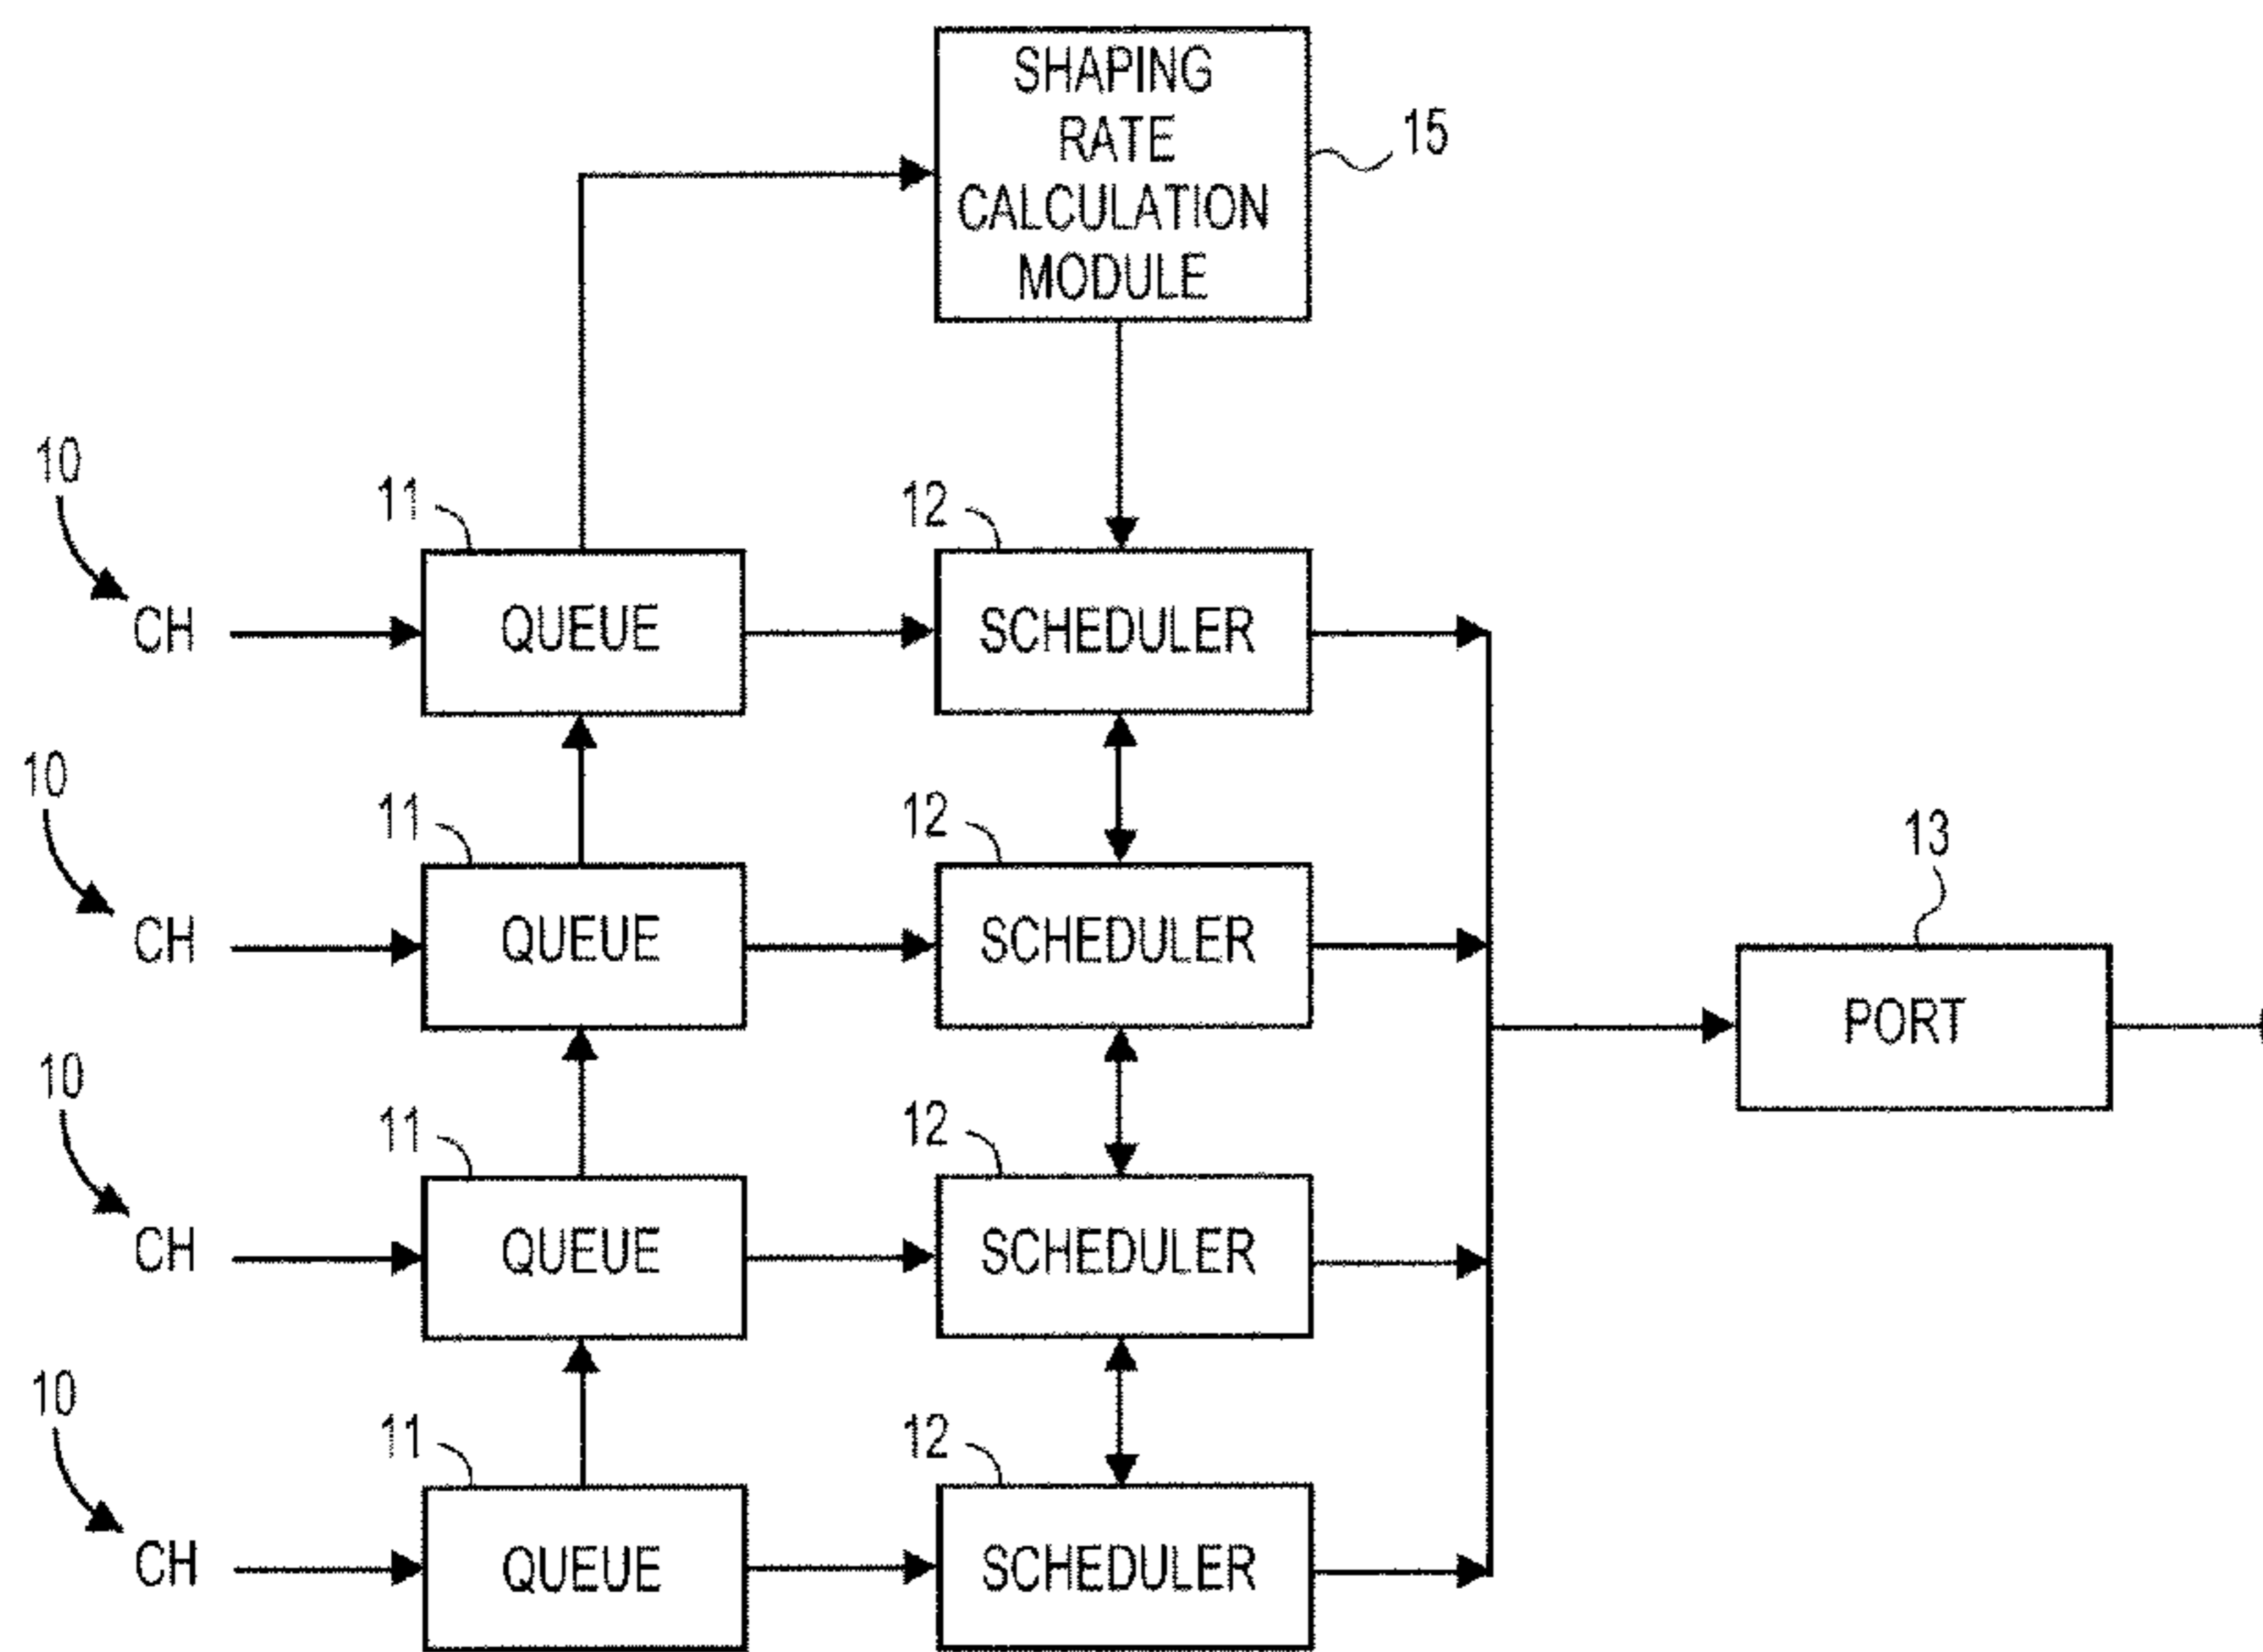 SHAPING
RATE
CALCULATION
MODULE
15
10
11
12
CH
QUEUE
SCHEDULER
10
11
12
13
CH
QUEUE
SCHEDULER
PORT
10
11
12
CH
QUEUE
SCHEDULER
10
11
12
CH
QUEUE
SCHEDULER